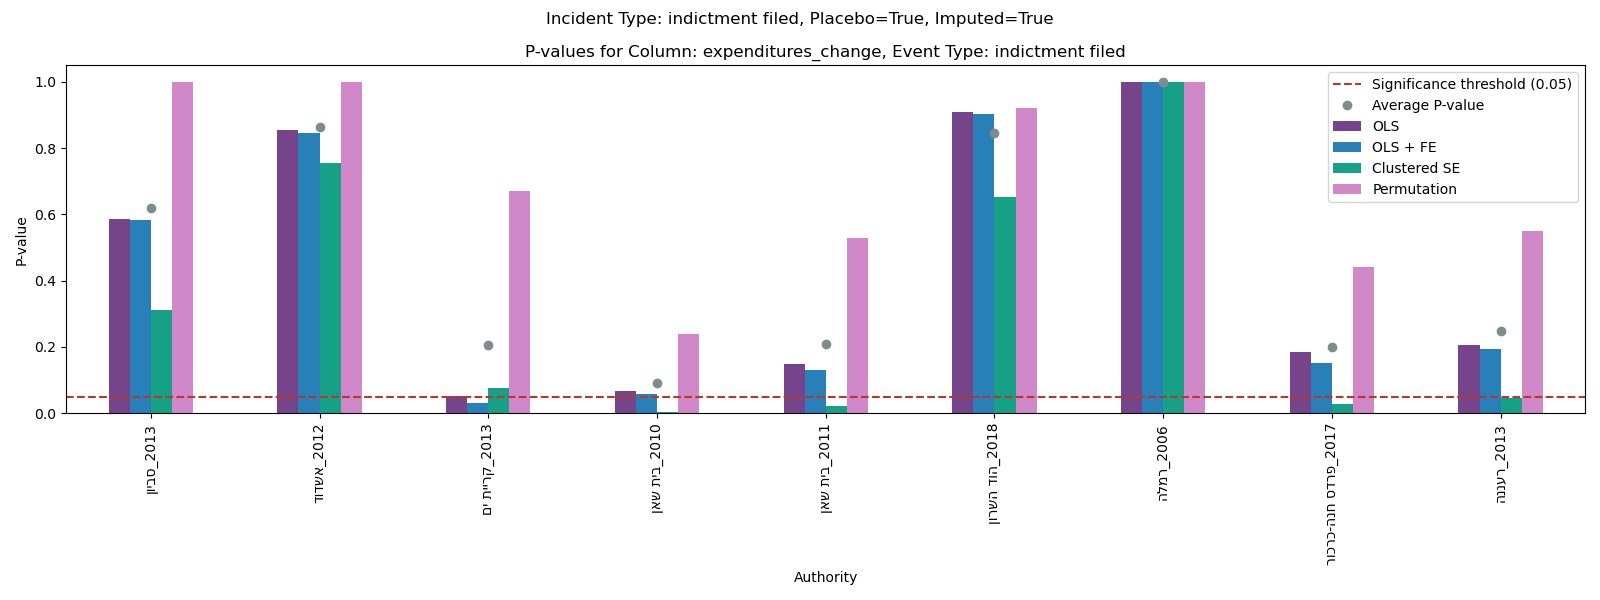 Incident Type: indictment filed, Placebo=True, Imputed=True
P-values for Column: expenditures_change, Event Type: indictment filed
P-value
1.0
0.8
0.6
0.4
0.2
0.0
Significance threshold (0.05)
Average P-value
OLS
OLS + FE
Clustered SE
Permutation
סביון_2013
אשדוד_2012
קריית ים_2013
בית שאן_2010
בית שאן_2011
הוד השרון_2018
רמלה_2006
פרדס חנה-כרכור_2017
רעננה_2013
Authority